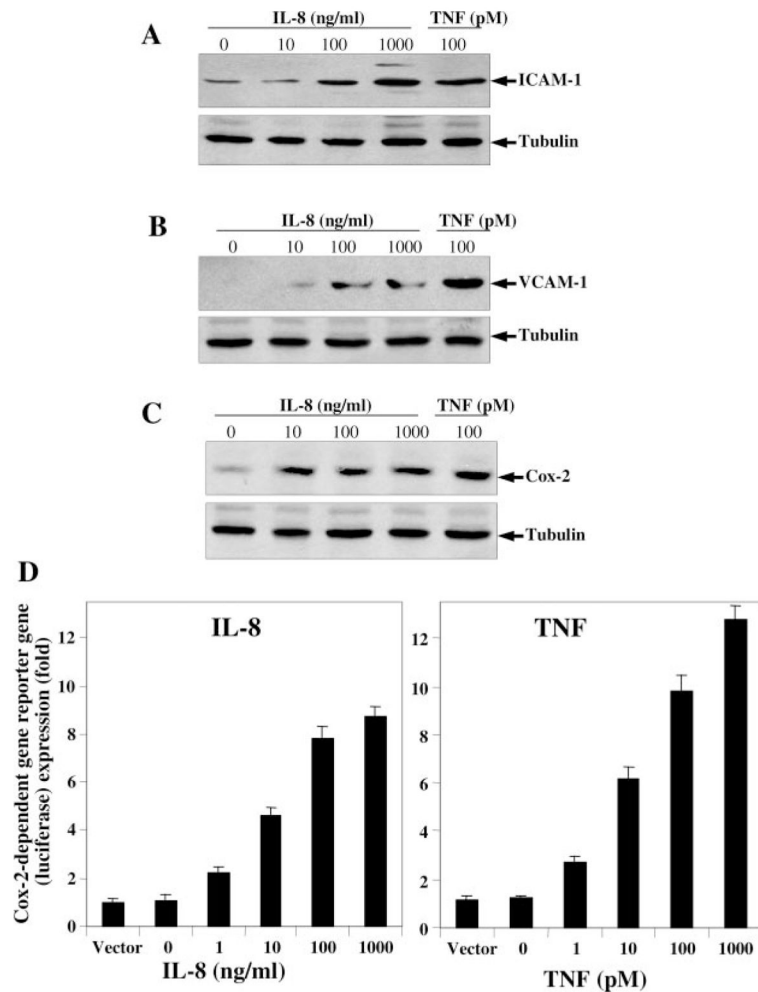 A
IL-8 (ng/ml) TNF (pM)
0 10 100 1000 100
ICAM-1
Tubulin
B
IL-8 (ng/ml) TNF (pM)
0 10 100 1000 100
VCAM-1
Tubulin
C
IL-8 (ng/ml) TNF (pM)
0 10 100 1000 100
Cox-2
Tubulin
D
Cox-2-dependent gene reporter gene
(luciferase) expression (fold)
IL-8
12
10
8
6
4
2
0
Vector 0 1 10 100 1000
IL-8 (ng/ml)
TNF
12
10
8
6
4
2
0
Vector 0 1 10 100 1000
TNF (pM)